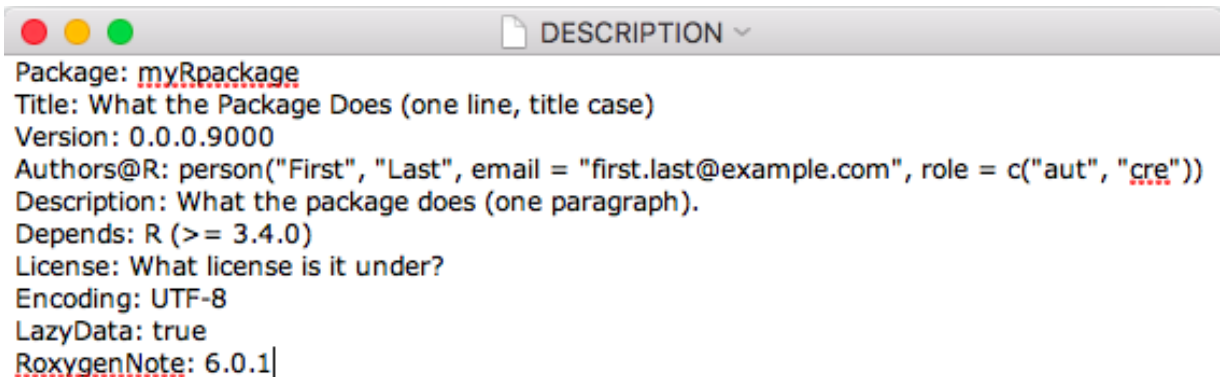 DESCRIPTION
Package: myRpackage
Title: What the Package Does (one line, title case)
Version: 0.0.0.9000
Authors@R: person("First", "Last", email = "first.last@example.com", role = c("aut", "cre"))
Description: What the package does (one paragraph).
Depends: R (>= 3.4.0)
License: What license is it under?
Encoding: UTF-8
LazyData: true
RoxygenNote: 6.0.1